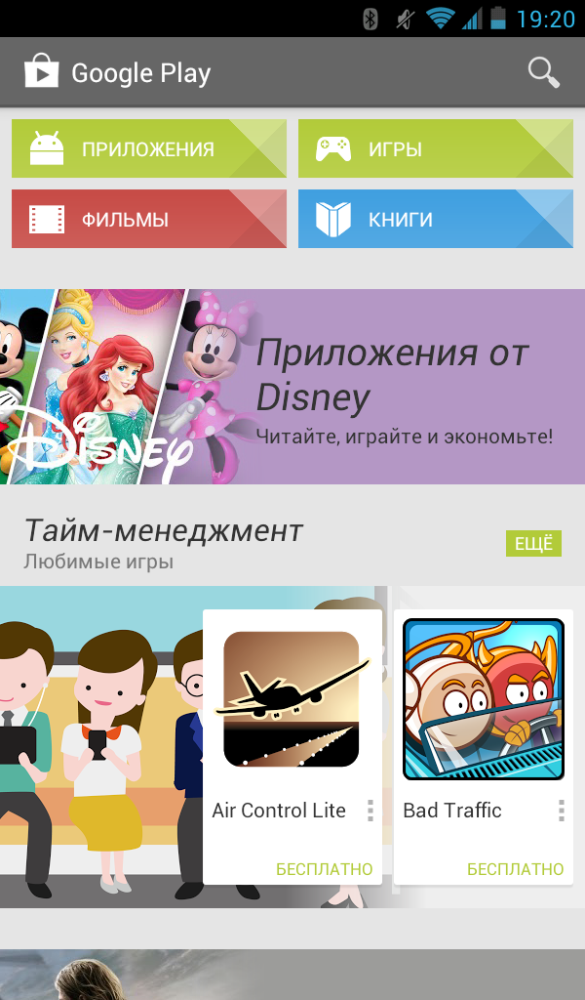 19:20
Google Play
ПРИЛОЖЕНИЯ
ИГРЫ
ФИЛЬМЫ
КНИГИ
Disney
Приложения от
Disney
Читайте, играйте и экономьте!
Тайм-менеджмент
ЕЩЁ
Любимые игры
Air Control Lite
Bad Traffic
БЕСПЛАТНО
БЕСПЛАТНО